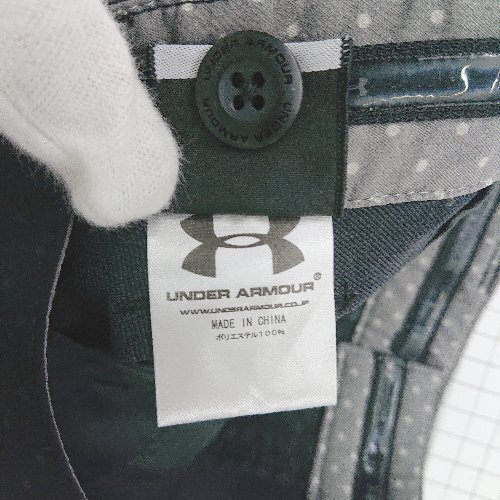 UNDER ARMOUR
UNDER ARMOUR
UNDER ARMOUR®
WWW.UNDERARMOUR.CO.JP
MADE IN CHINA
ポリエステル100%